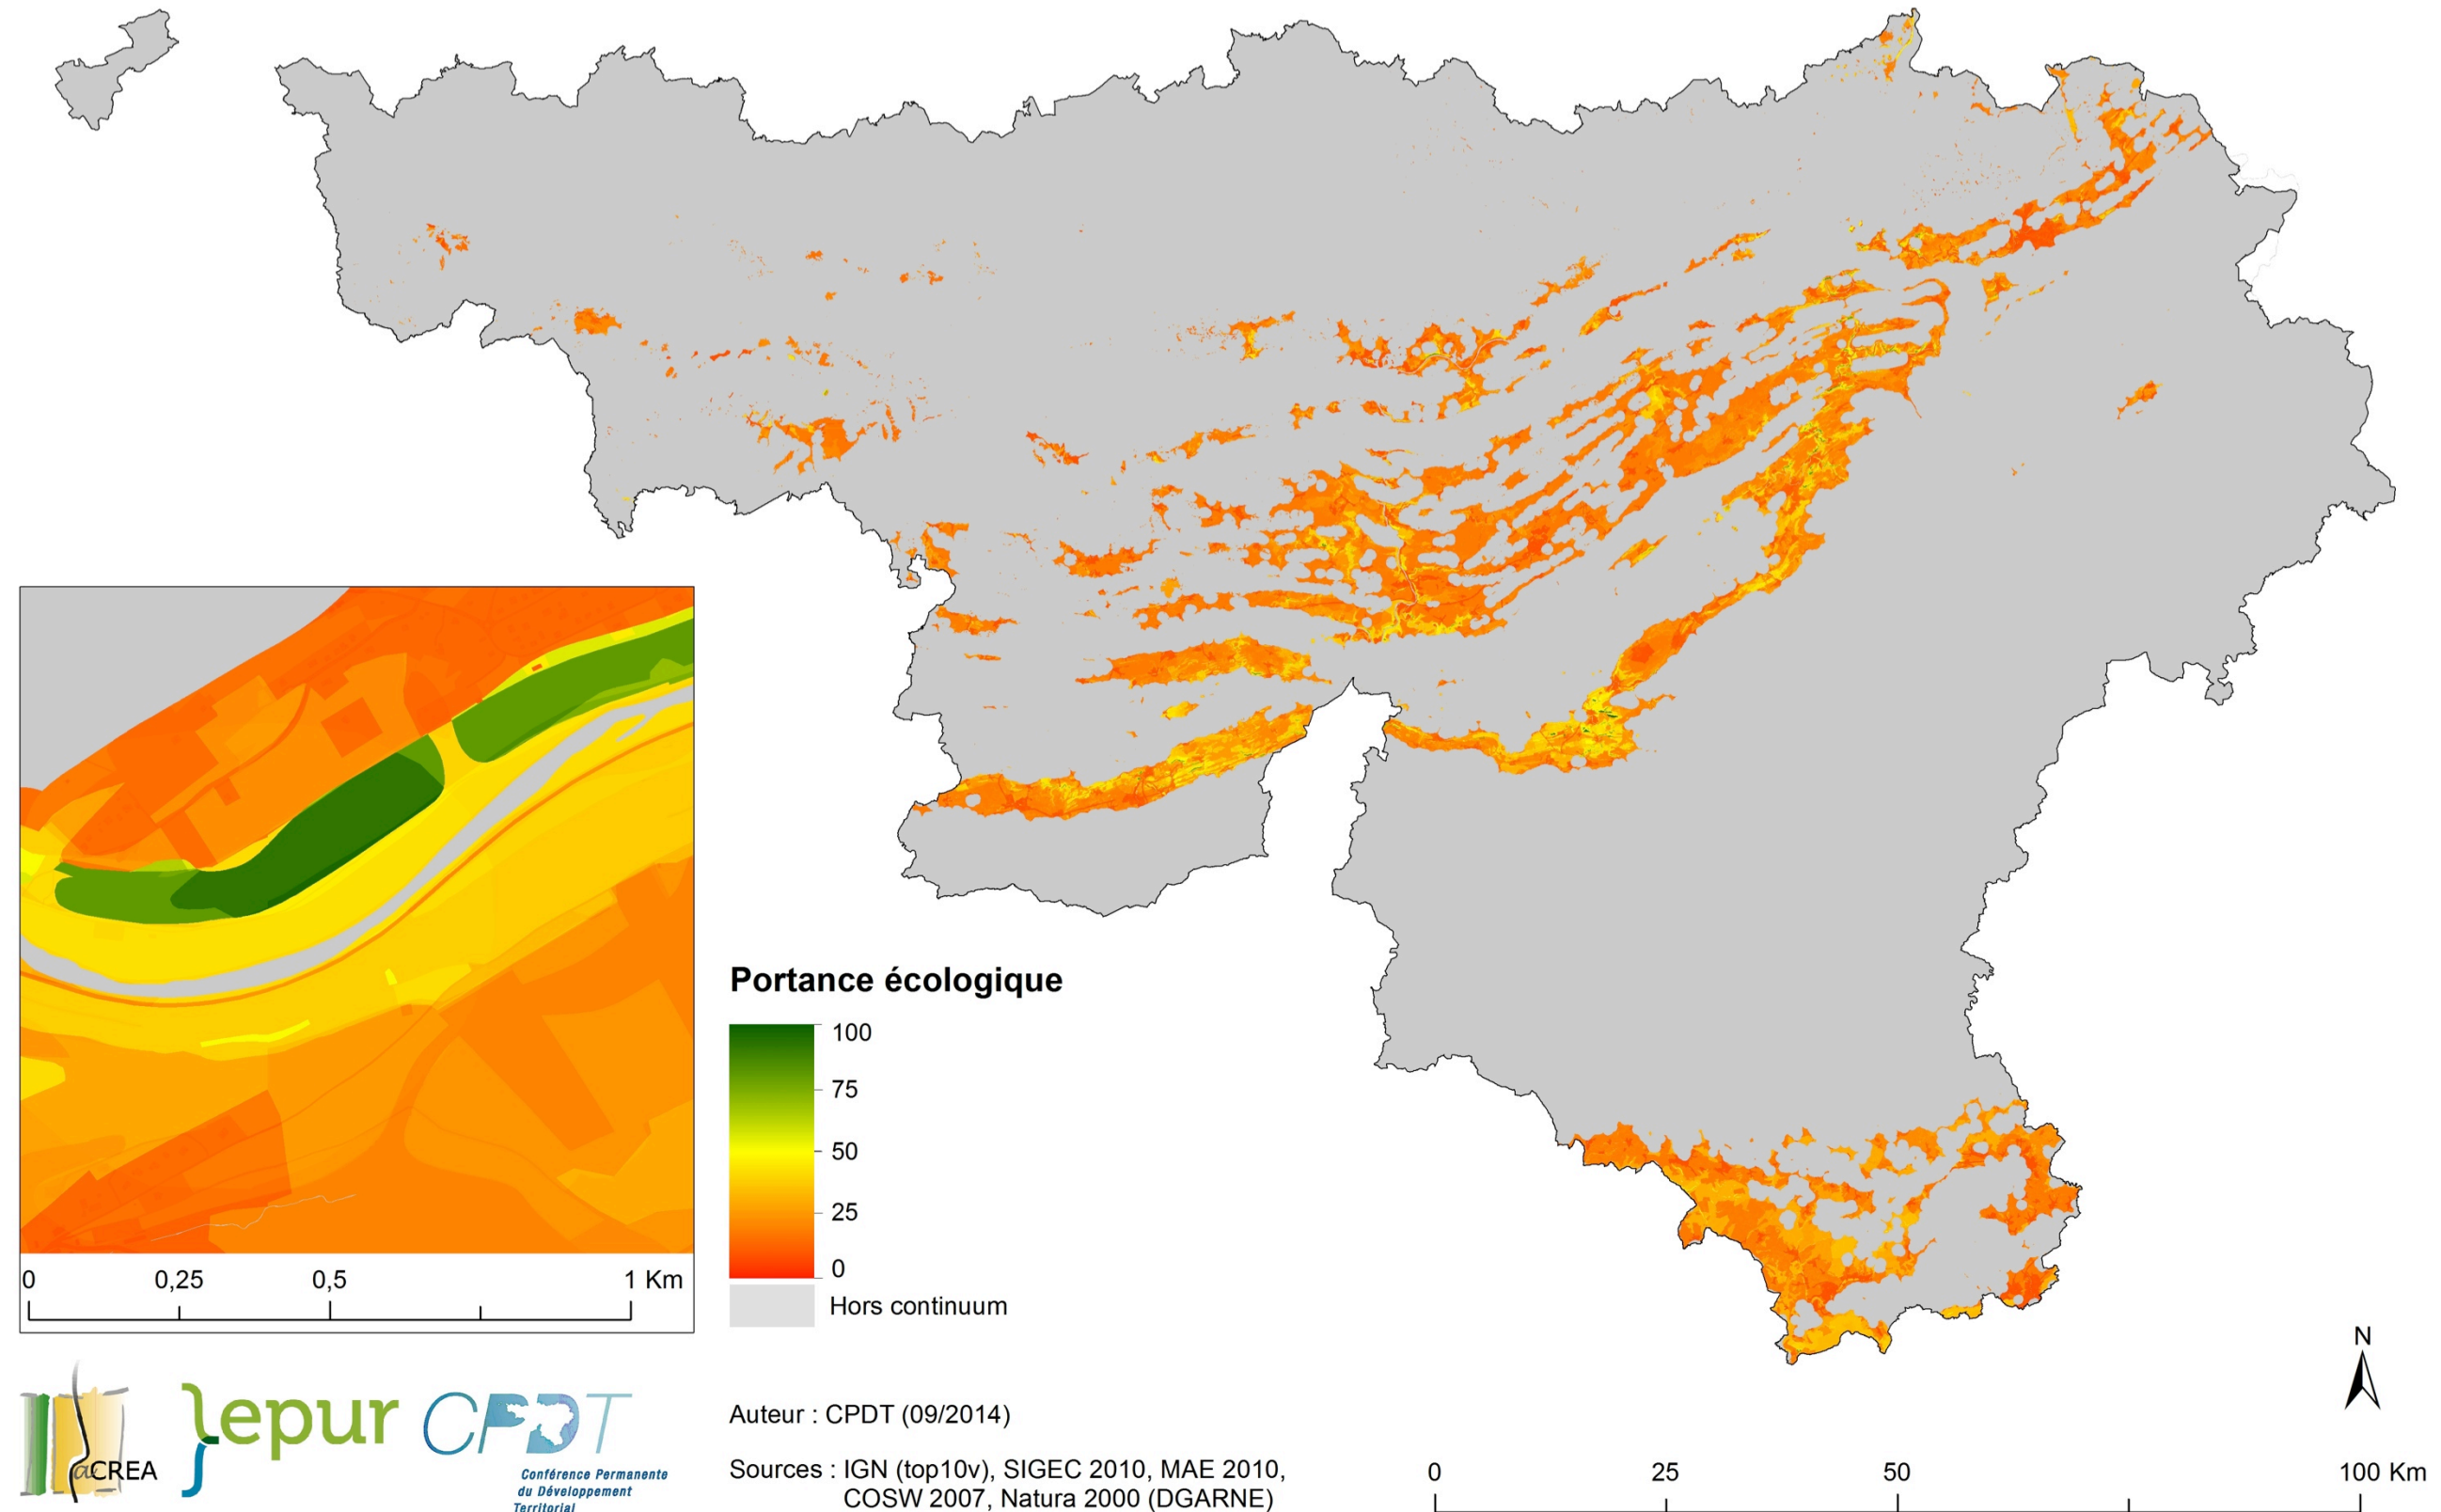 Portance écologique
100
75
50
25
0
Hors continuum
0 0,25 0,5 1 Km
aCREA
lepur
CPDT
Conférence Permanente
du Développement
Territorial
Auteur : CPDT (09/2014)
Sources : IGN (top10v), SIGEC 2010, MAE 2010,
COSW 2007, Natura 2000 (DGARNE)
N
0 25 50 100 Km